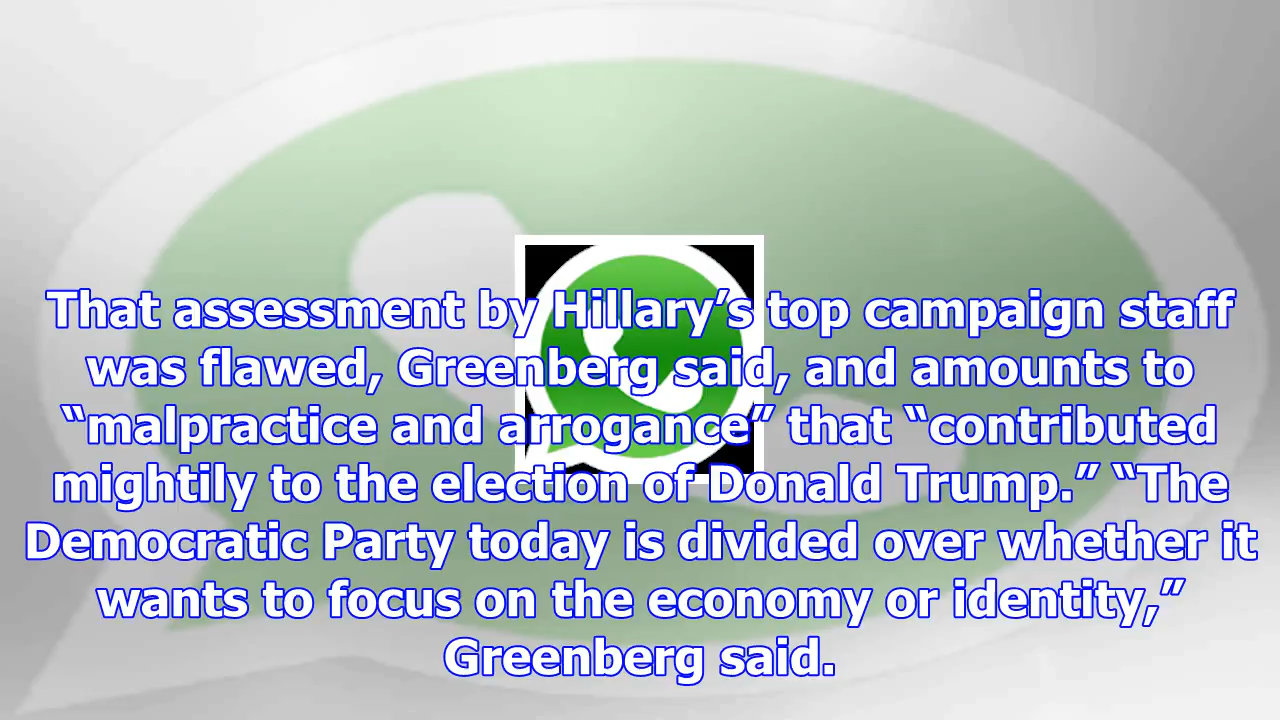 That assessment by Hillary’s top campaign staff
was flawed, Greenberg said, and amounts to
“malpractice and arrogance” that “contributed
mightily to the election of Donald Trump.” “The
Democratic Party today is divided over whether it
wants to focus on the economy or identity,”
Greenberg said.